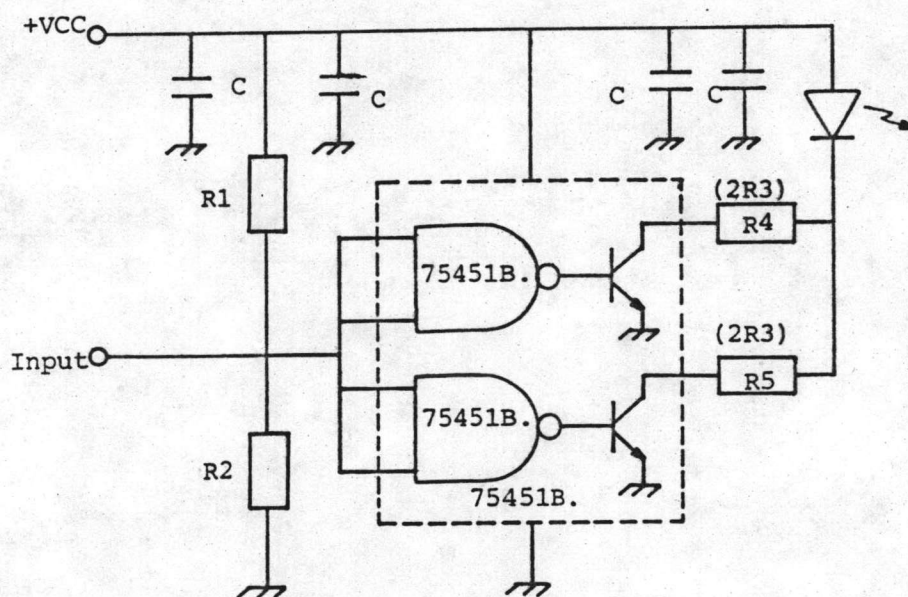 +VCC
C
C
C
C
R1
(2R3)
R4
75451B.
Input
(2R3)
R5
75451B.
R2
75451B.